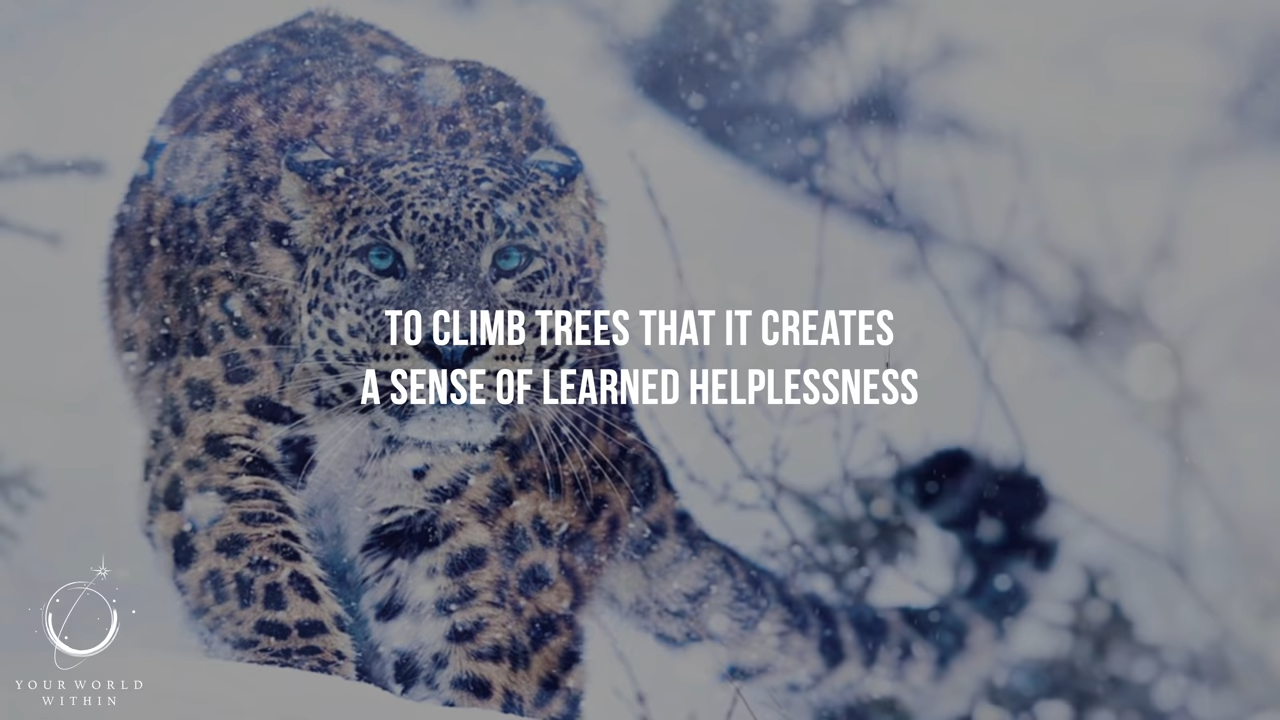 TO CLIMB TREES THAT IT CREATES
A SENSE OF LEARNED HELPLESSNESS
YOUR WORLD
WITHIN